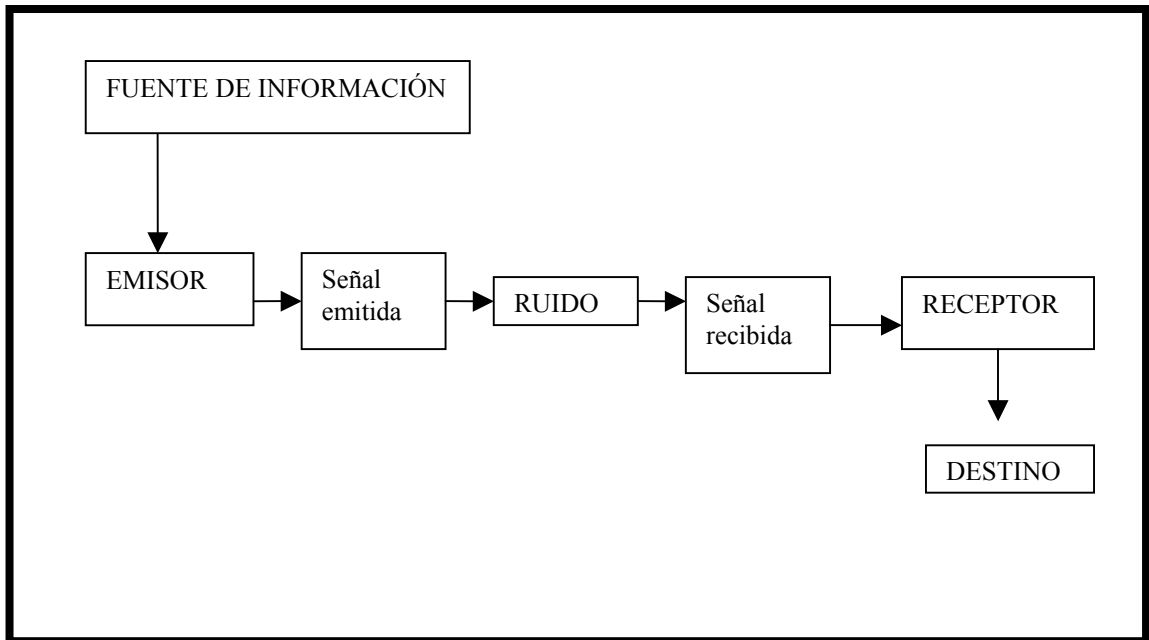 FUENTE DE INFORMACIÓN
EMISOR
Señal
emitida
RUIDO
Señal
recibida
RECEPTOR
DESTINO